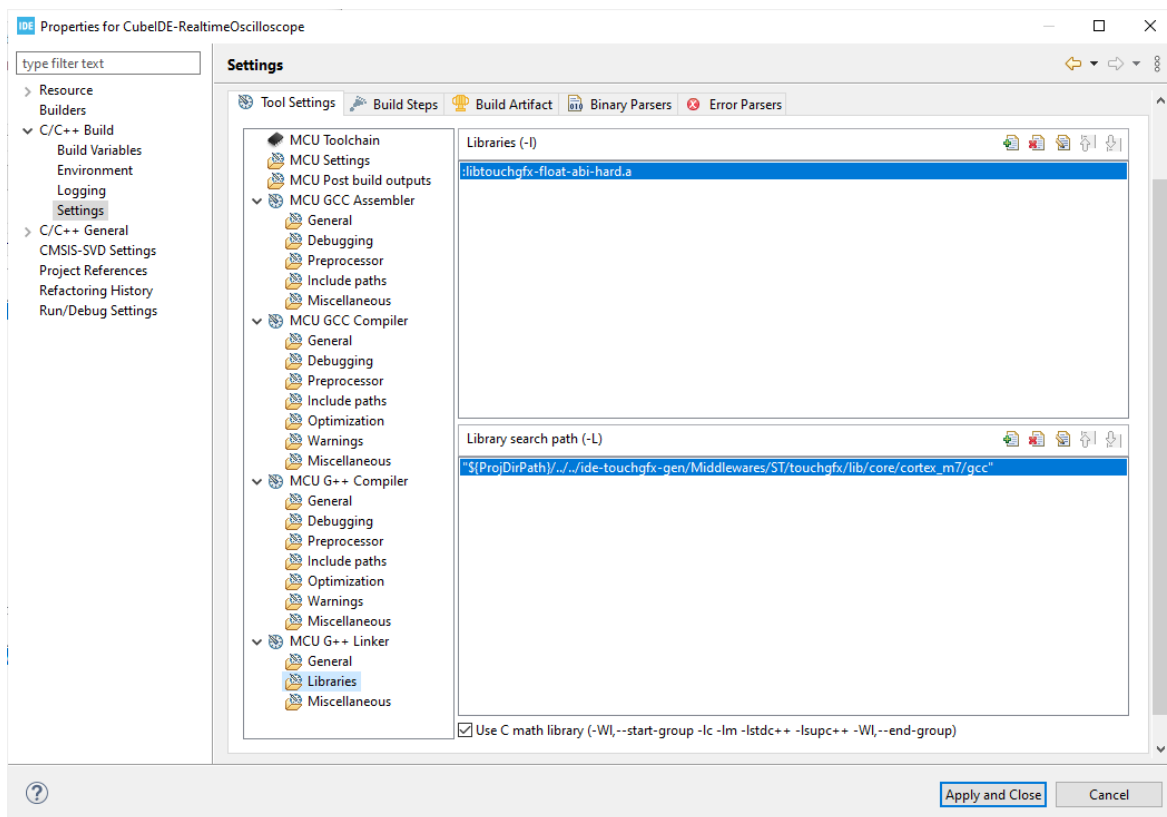 IDE Properties for CubeIDE-RealtimeOscilloscope
type filter text
Settings
Resource
Builders
C/C++ Build
Build Variables
Environment
Logging
Settings
C/C++ General
CMSIS-SVD Settings
Project References
Refactoring History
Run/Debug Settings
Tool Settings
Build Steps
Build Artifact
010
Binary Parsers
Error Parsers
MCU Toolchain
MCU Settings
MCU Post build outputs
MCU GCC Assembler
General
Debugging
Preprocessor
Include paths
Miscellaneous
MCU GCC Compiler
General
Debugging
Preprocessor
Include paths
Optimization
Warnings
Miscellaneous
MCU G++ Compiler
General
Debugging
Preprocessor
Include paths
Optimization
Warnings
Miscellaneous
MCU G++ Linker
General
Libraries
Miscellaneous
Libraries (-l)
:libtouchgfx-float-abi-hard.a
Library search path (-L)
"${ProjDirPath}/../../ide-touchgfx-gen/Middlewares/ST/touchgfx/lib/core/cortex_m7/gcc"
Use C math library (-Wl,--start-group -lc -lm -lstdc++ -lsupc++ -Wl,--end-group)
?
Apply and Close
Cancel